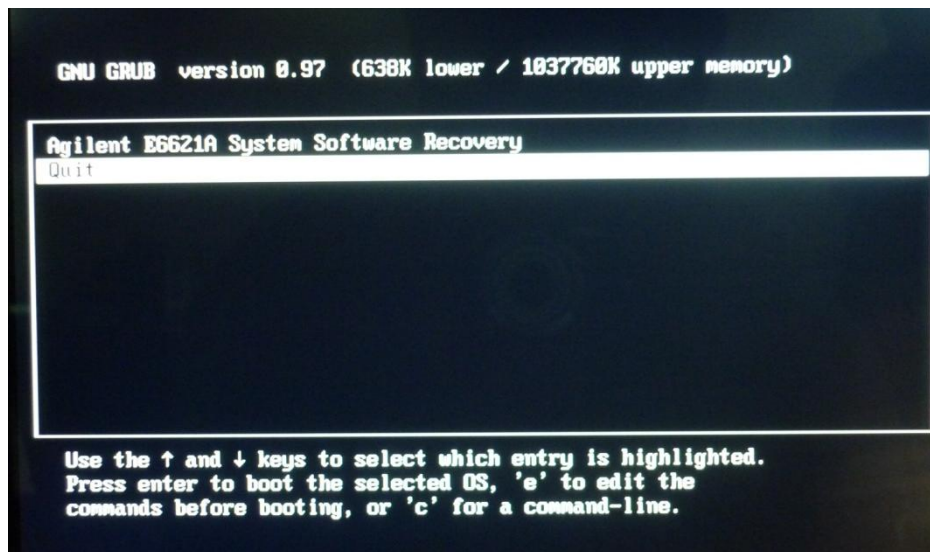 GNU GRUB version 0.97 (638K lower / 1037760K upper memory)
Agilent E6621A System Software Recovery
Quit
Use the ↑ and ↓ keys to select which entry is highlighted.
Press enter to boot the selected OS, 'e' to edit the
commands before booting, or 'c' for a command-line.